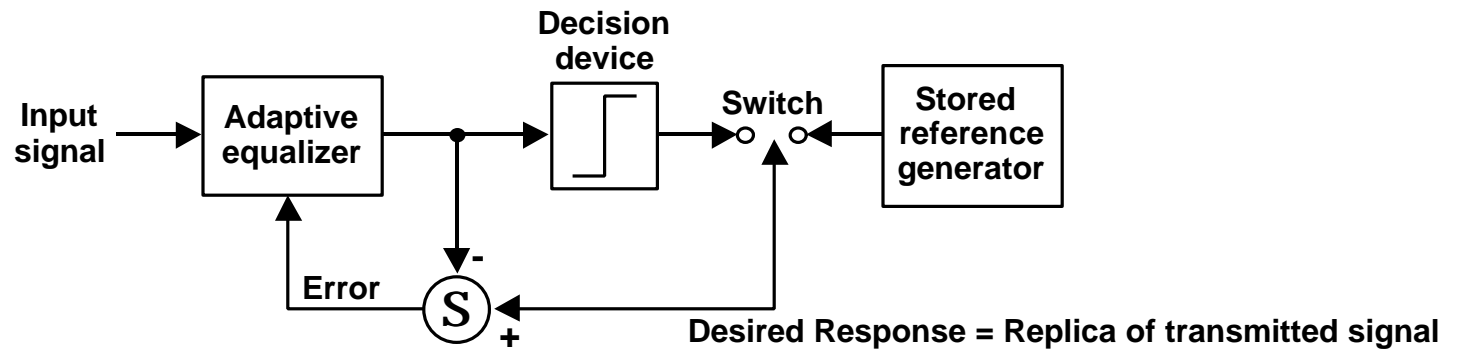 Decision
device
Input
signal
Adaptive
equalizer
Switch
Stored
reference
generator
-
Error
S
+
Desired Response = Replica of transmitted signal